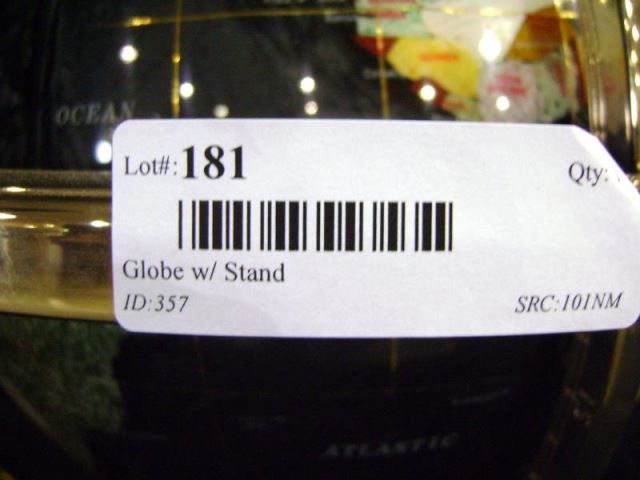 OCEAN
Lot#: 181
Qty:
Globe w/ Stand
ID:357
SRC:101NM
ATLANTIC